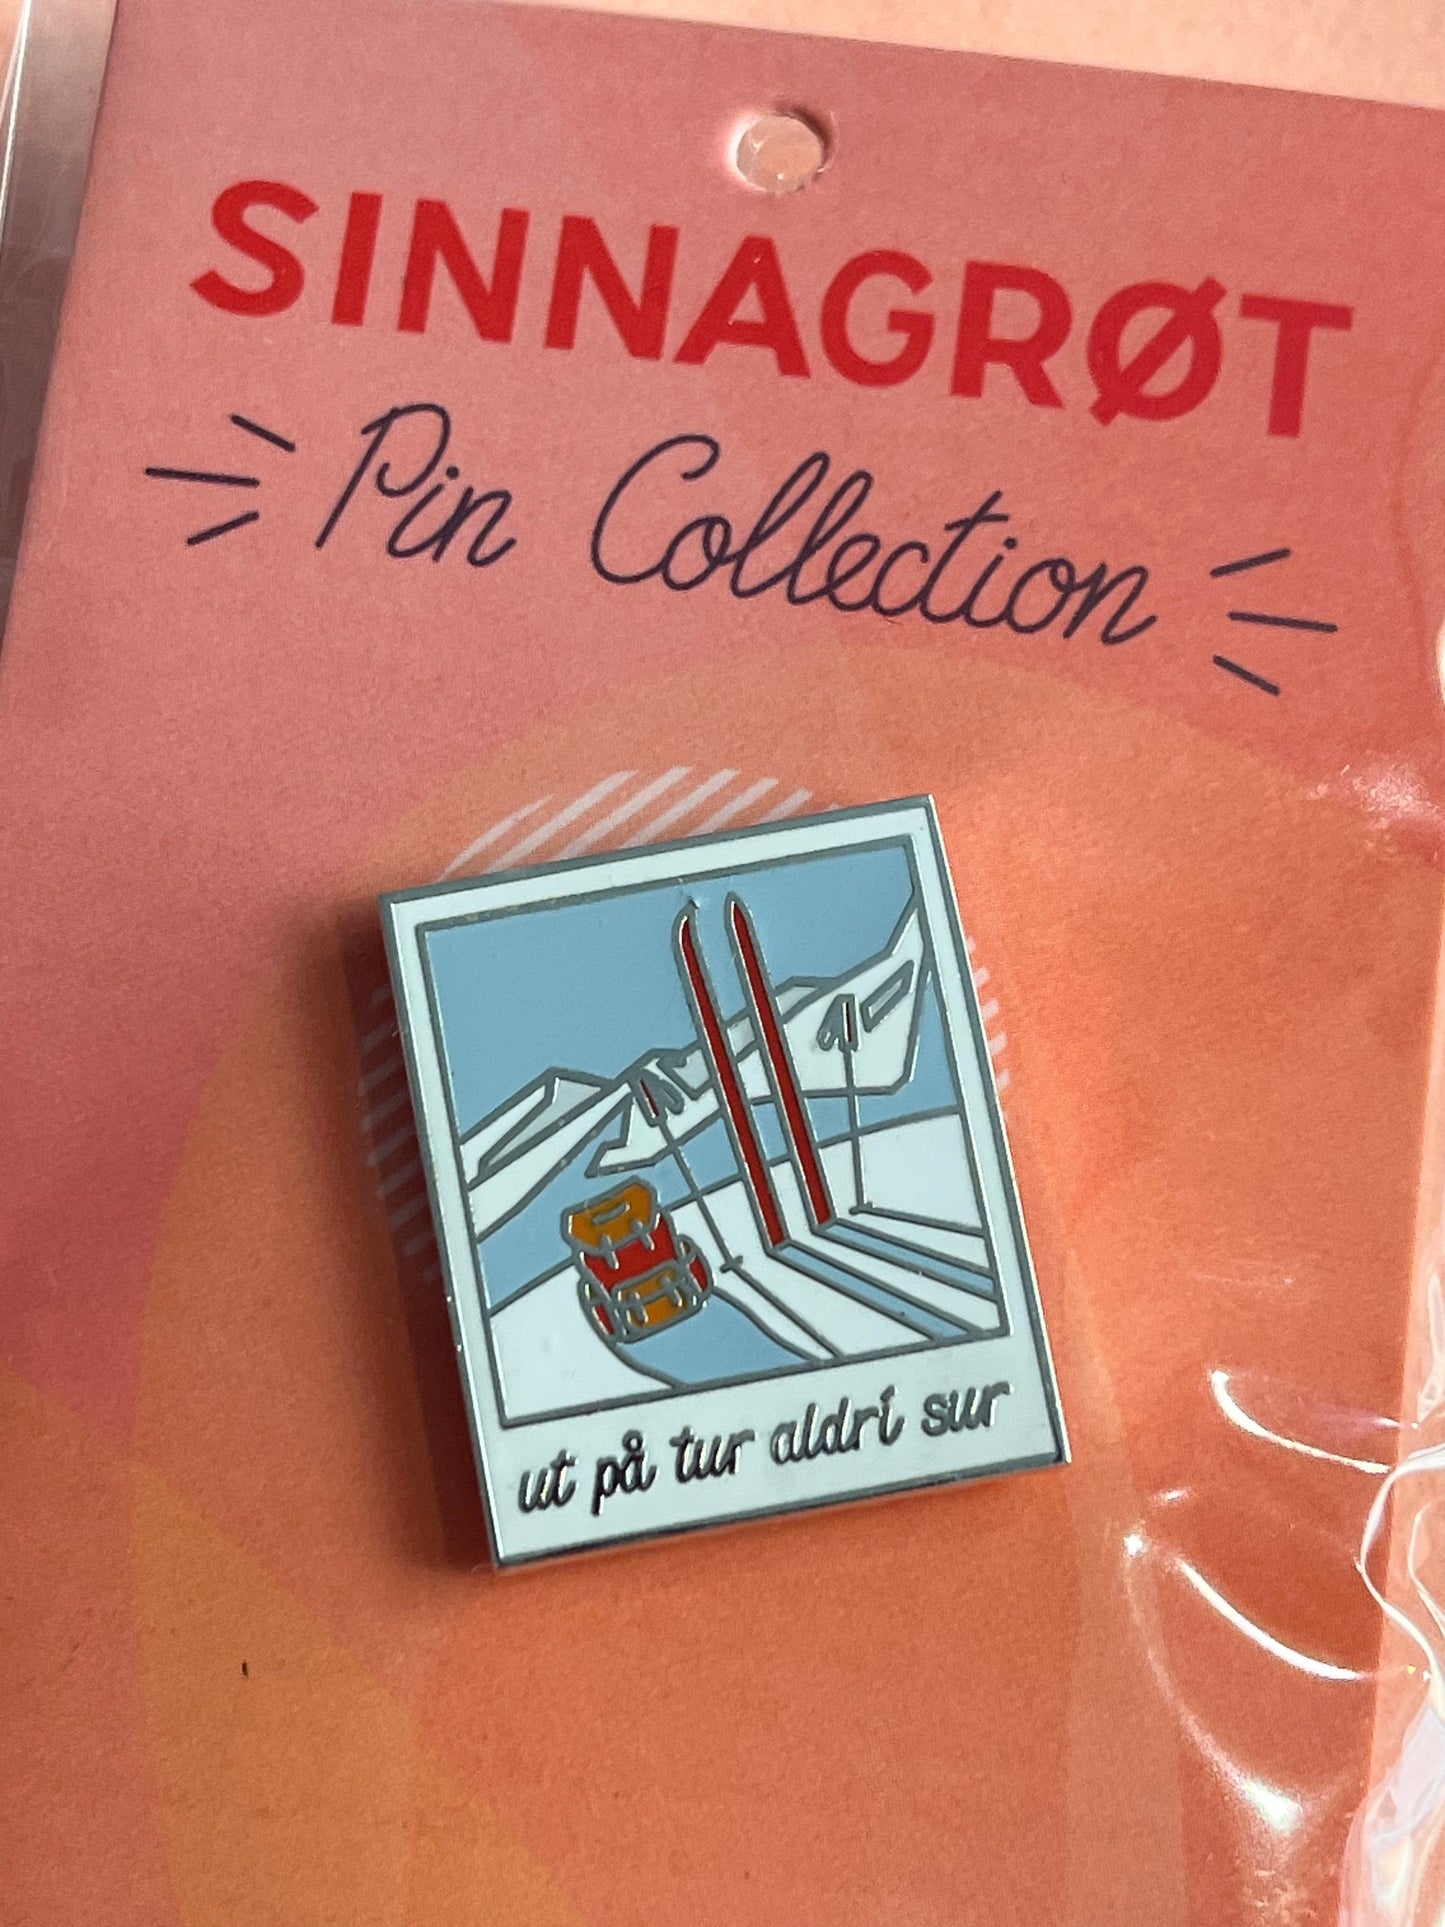 SINNAGRØT
Pin Collection
ut på tur aldri sur